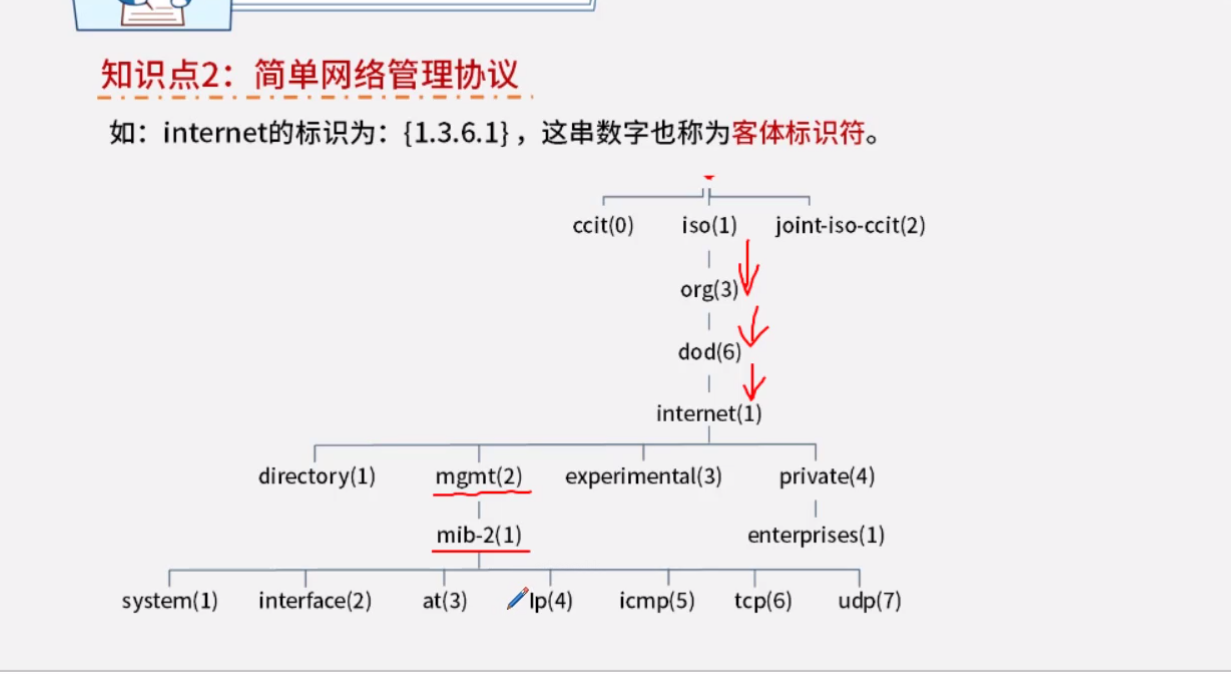 知识点2：简单网络管理协议
如：internet的标识为：{1.3.6.1}，这串数字也称为客体标识符。
ccit(0) iso(1) joint-iso-ccit(2)
org(3)
dod(6)
internet(1)
directory(1) mgmt(2) experimental(3) private(4)
mib-2(1) enterprises(1)
system(1) interface(2) at(3) lp(4) icmp(5) tcp(6) udp(7)